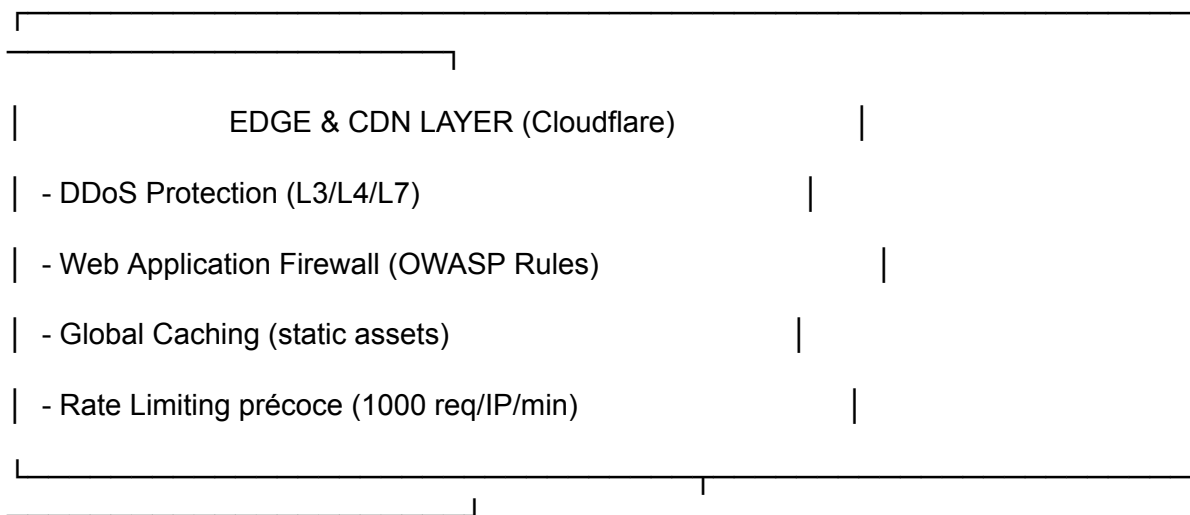 EDGE & CDN LAYER (Cloudflare)
- DDoS Protection (L3/L4/L7)
- Web Application Firewall (OWASP Rules)
- Global Caching (static assets)
- Rate Limiting précoce (1000 req/IP/min)